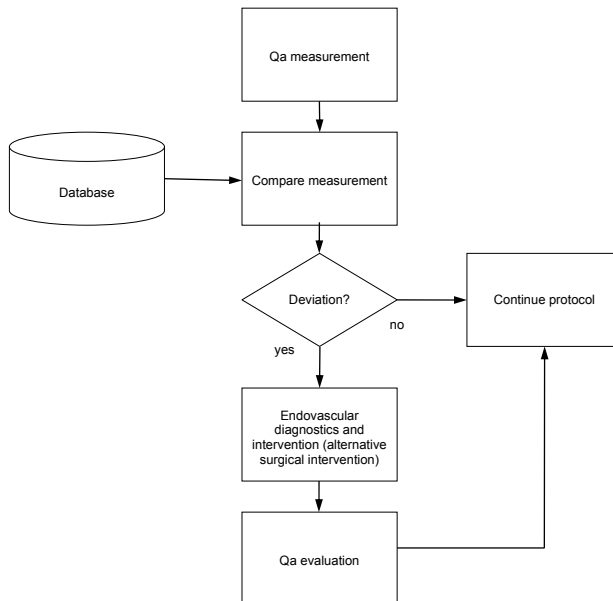 Qa measurement
Database
Compare measurement
Deviation?
Continue protocol
no
yes
Endovascular
diagnostics and
intervention (alternative
surgical intervention)
Qa evaluation